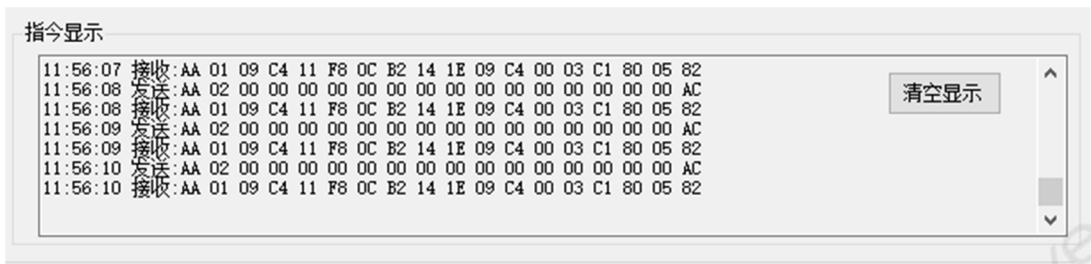 指令显示
11:56:07 接收:AA 01 09 C4 11 F8 0C B2 14 1E 09 C4 00 03 C1 80 05 82
11:56:08 发送:AA 02 00 00 00 00 00 00 00 00 00 00 00 00 00 00 00 AC
11:56:08 接收:AA 01 09 C4 11 F8 0C B2 14 1E 09 C4 00 03 C1 80 05 82
11:56:09 发送:AA 02 00 00 00 00 00 00 00 00 00 00 00 00 00 00 00 AC
11:56:09 接收:AA 01 09 C4 11 F8 0C B2 14 1E 09 C4 00 03 C1 80 05 82
11:56:10 发送:AA 02 00 00 00 00 00 00 00 00 00 00 00 00 00 00 00 AC
11:56:10 接收:AA 01 09 C4 11 F8 0C B2 14 1E 09 C4 00 03 C1 80 05 82
清空显示